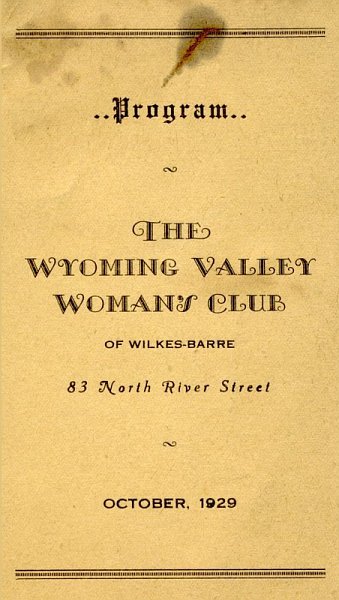 ..Program..
THE
WYOMING VALLEY
WOMAN'S CLUB
OF WILKES-BARRE
83 North River Street
OCTOBER, 1929